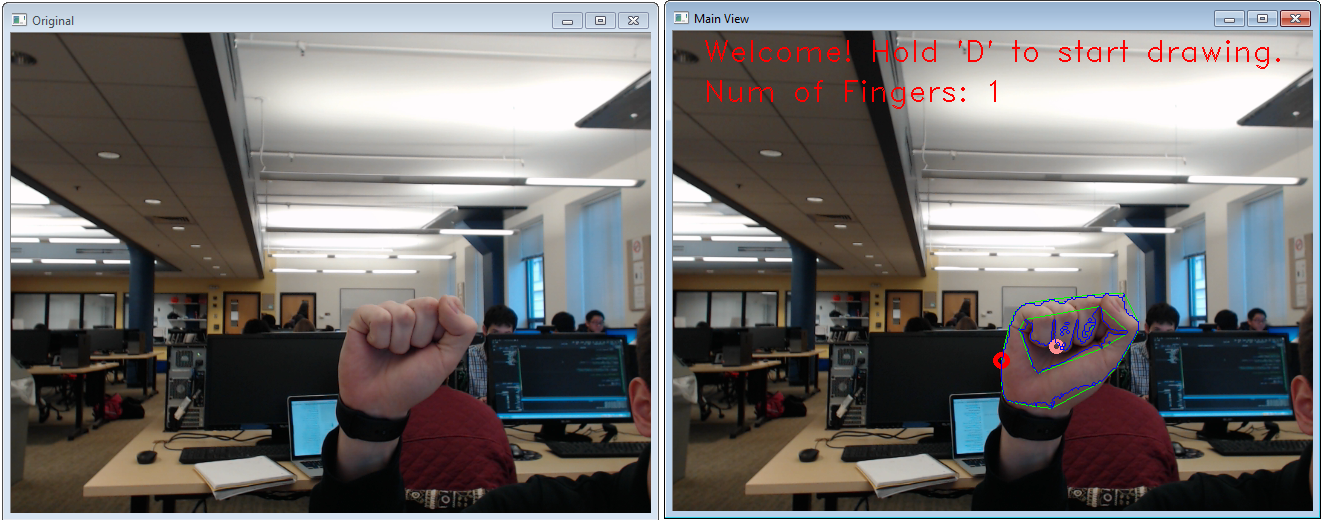 Original
Main View
Welcome! Hold 'D' to start drawing.
Num of Fingers: 1